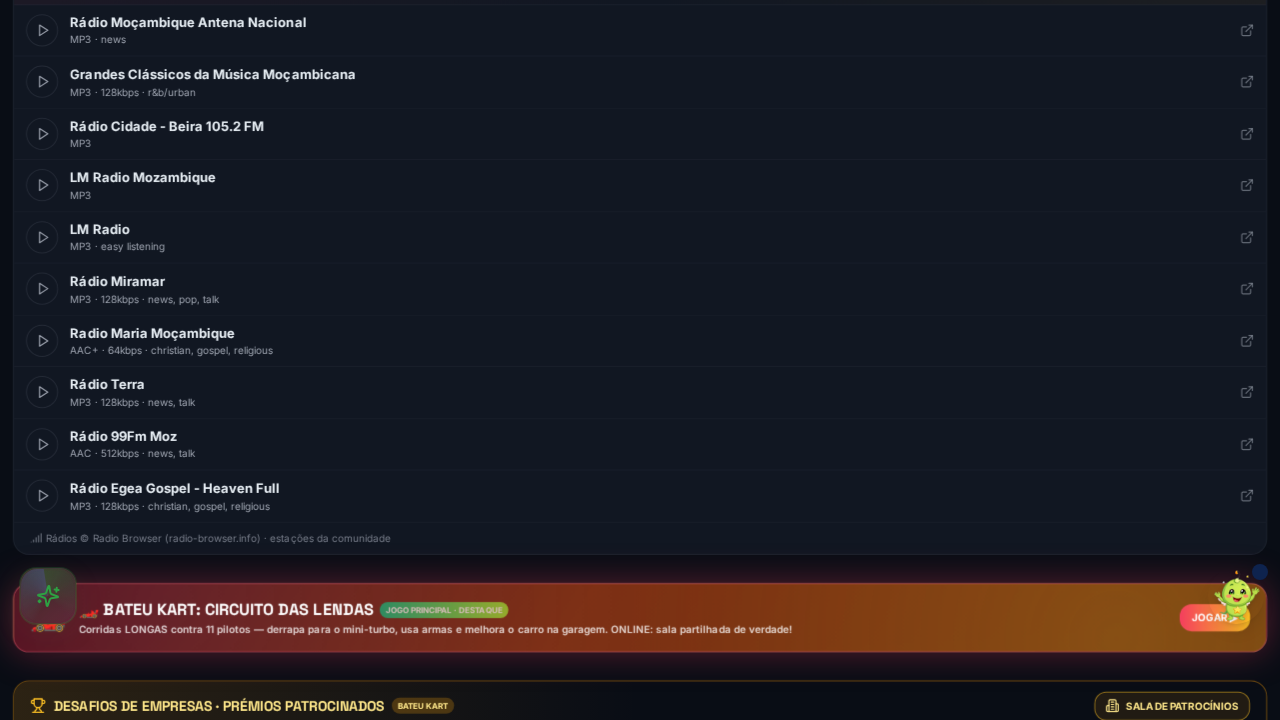 Rádio Moçambique Antena Nacional
MP3 · news
Grandes Clássicos da Música Moçambicana
MP3 · 128kbps · r&b/urban
Rádio Cidade - Beira 105.2 FM
MP3
LM Radio Mozambique
MP3
LM Radio
MP3 · easy listening
Rádio Miramar
MP3 · 128kbps · news, pop, talk
Radio Maria Moçambique
AAC+ · 64kbps · christian, gospel, religious
Rádio Terra
MP3 · 128kbps · news, talk
Rádio 99Fm Moz
AAC · 512kbps · news, talk
Rádio Egea Gospel - Heaven Full
MP3 · 128kbps · christian, gospel, religious
Rádios © Radio Browser (radio-browser.info) · estações da comunidade
BATEU KART: CIRCUITO DAS LENDAS JOGO PRINCIPAL · DESTAQUE
Corridas LONGAS contra 11 pilotos — derrapa para o mini-turbo, usa armas e melhora o carro na garagem. ONLINE: sala partilhada de verdade!
JOGAR
DESAFIOS DE EMPRESAS · PRÉMIOS PATROCINADOS BATEU KART SALA DE PATROCÍNIOS